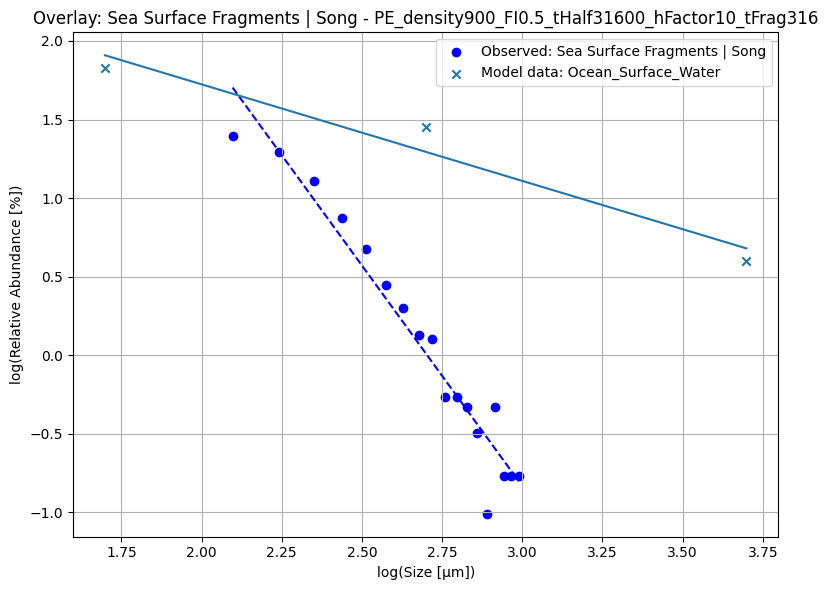 Overlay: Sea Surface Fragments | Song - PE_density900_FI0.5_tHalf31600_hFactor10_tFrag316
Observed: Sea Surface Fragments | Song
Model data: Ocean_Surface_Water
log(Relative Abundance [%])
2.0
1.5
1.0
0.5
0.0
−0.5
−1.0
1.75 2.00 2.25 2.50 2.75 3.00 3.25 3.50 3.75
log(Size [μm])